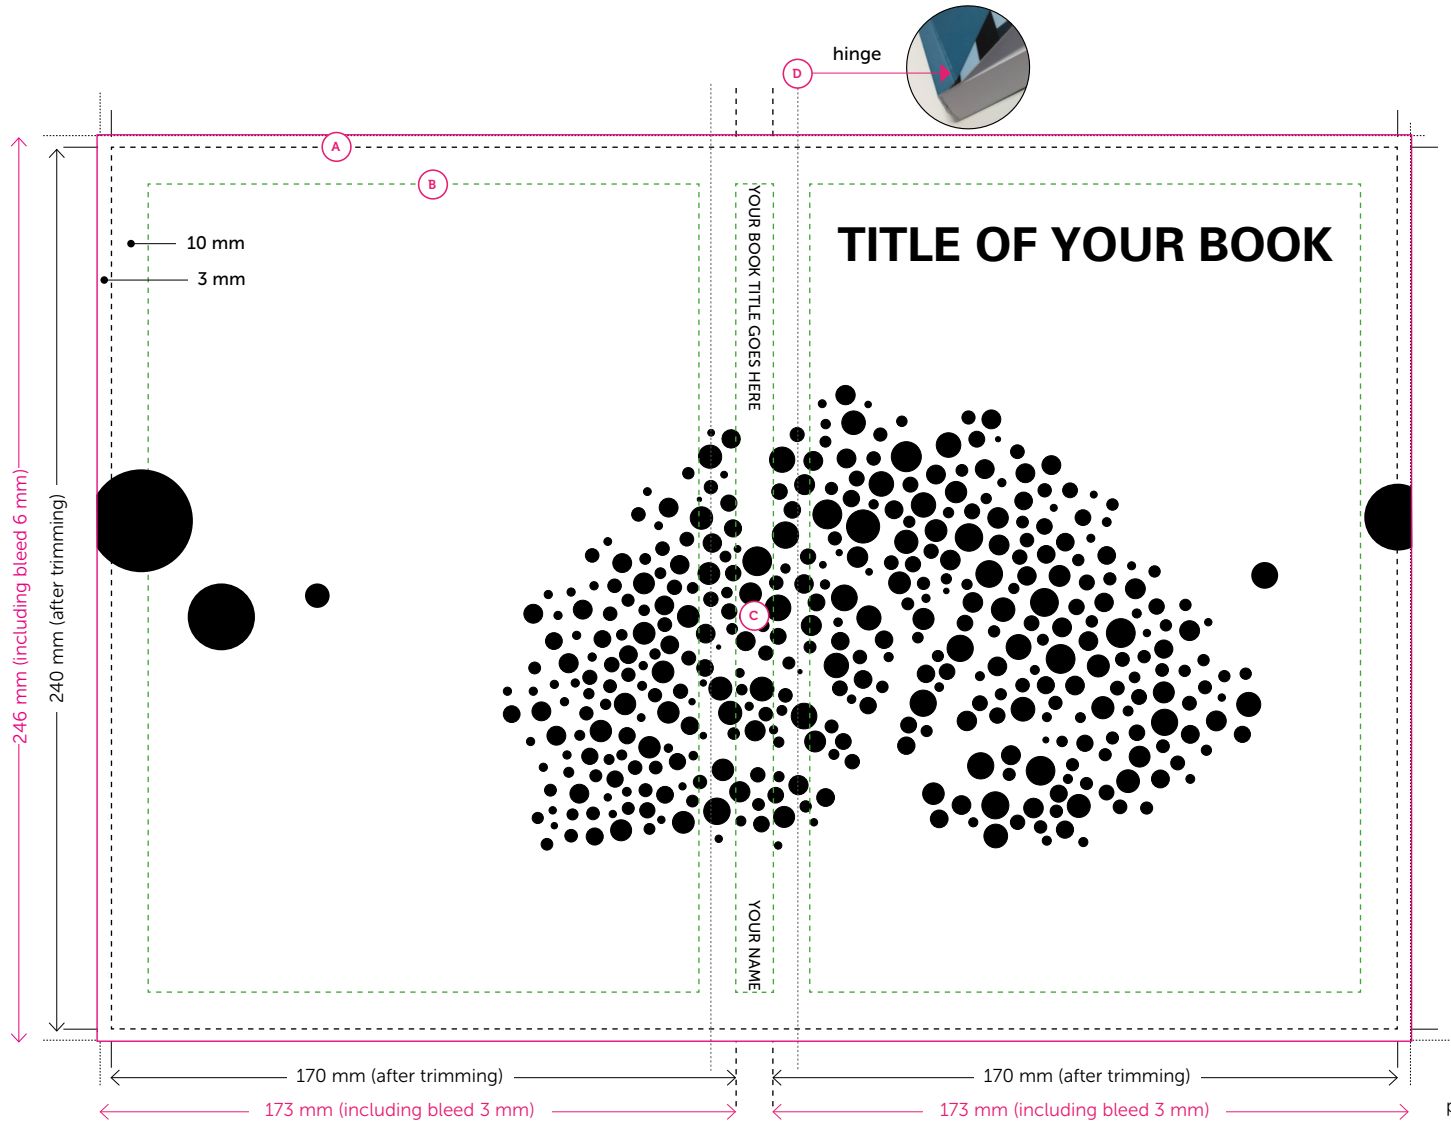 hinge
D
A
B
10 mm
3 mm
TITLE OF YOUR BOOK
YOUR BOOK TITLE GOES HERE
246 mm (including bleed 6 mm)
240 mm (after trimming)
C
YOUR NAME
170 mm (after trimming)
170 mm (after trimming)
173 mm (including bleed 3 mm)
173 mm (including bleed 3 mm)